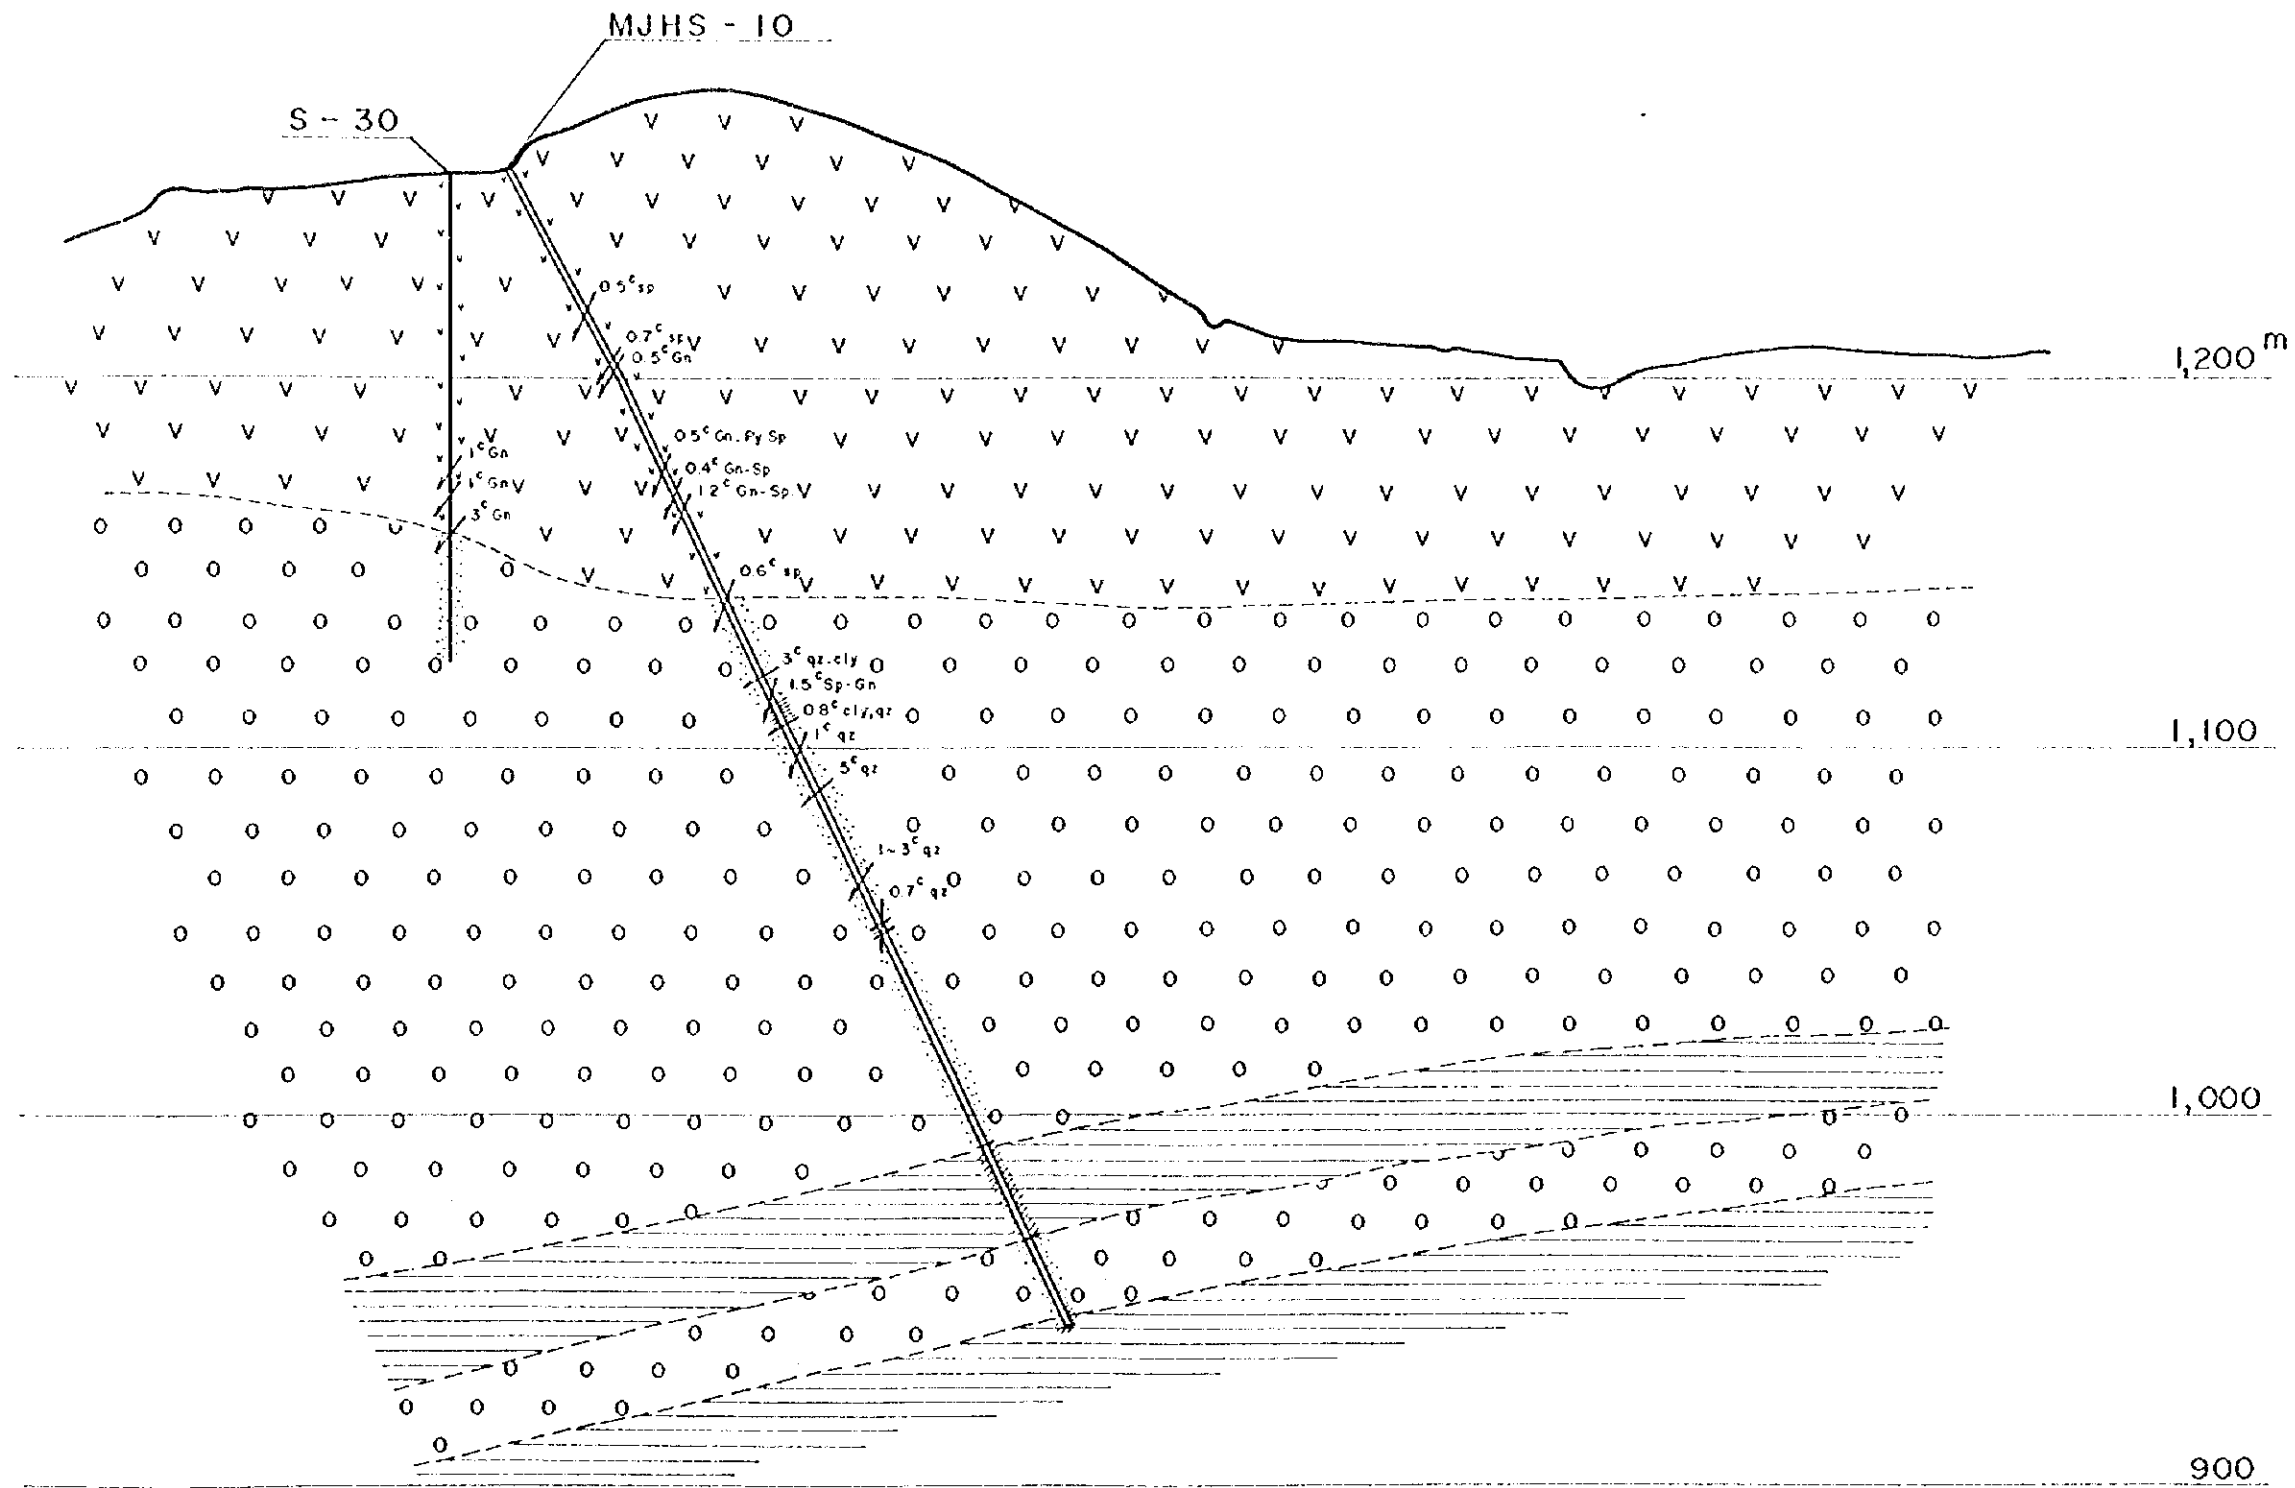 MJHS - 10
S - 30
0.5ᶜ sp
0.7ᶜ sp
0.5ᶜ Gn
1,200 m
0.5ᶜ Gn-Py Sp
1ᶜ Gn
0.4ᶜ Gn-Sp
1ᶜ Gn
1.2ᶜ Gn-Sp
3ᶜ Gn
0.6ᶜ sp
3ᶜ qz-cly
1.5ᶜ Sp-Gn
0.8ᶜ cly,qz
1ᶜ qz
1,100
5ᶜ qz
1~3ᶜ qz
0.7ᶜ qz
1,000
900